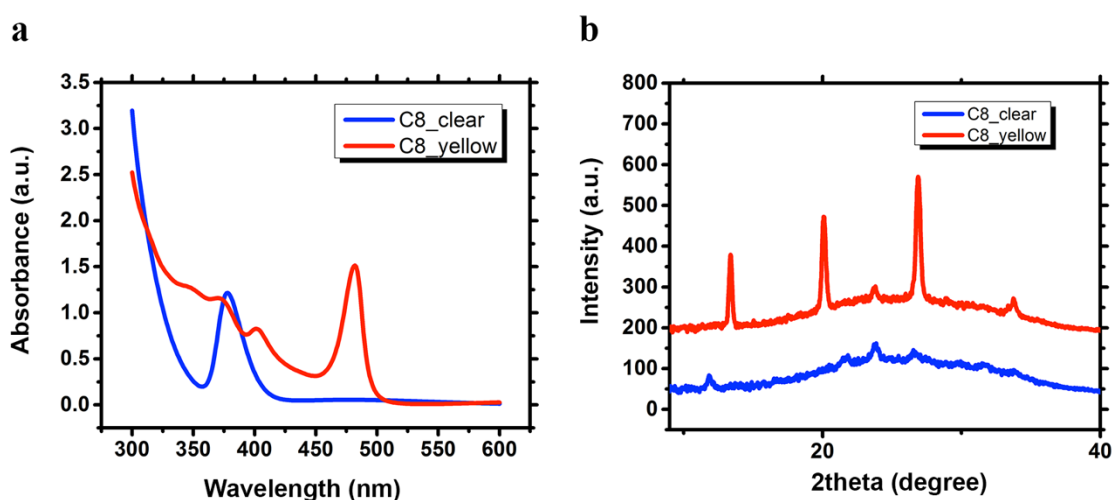 a
Absorbance (a.u.)
3.5
3.0
2.5
2.0
1.5
1.0
0.5
0.0
C8_clear
C8_yellow
300 350 400 450 500 550 600
Wavelength (nm)
b
Intensity (a.u.)
800
700
600
500
400
300
200
100
0
C8_clear
C8_yellow
20 40
2theta (degree)